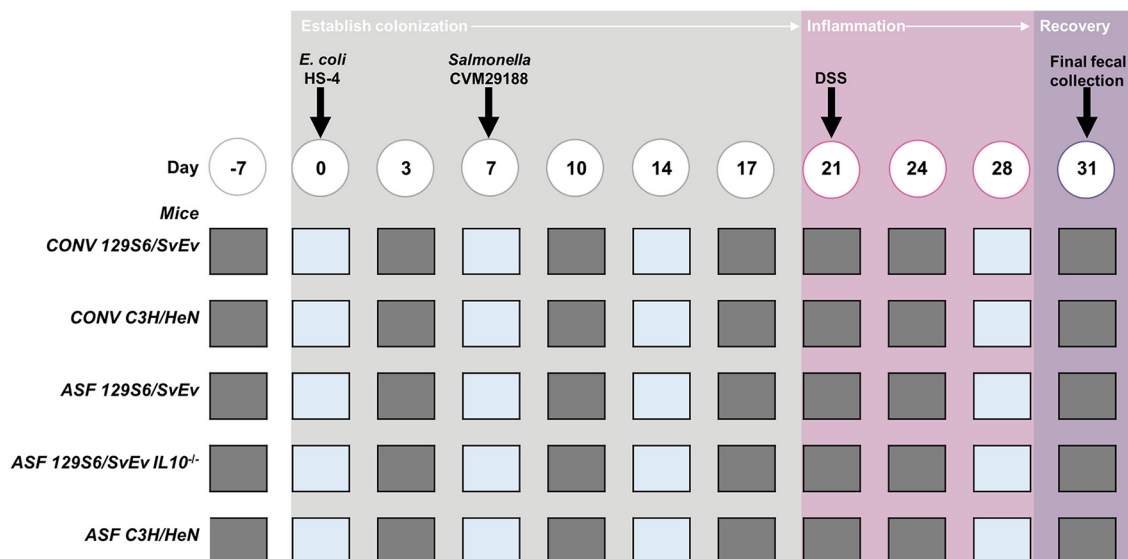 Establish colonization
Inflammation
Recovery
E. coli
HS-4
Salmonella
CVM29188
DSS
Final fecal
collection
Day
-7
0
3
7
10
14
17
21
24
28
31
Mice
CONV 129S6/SvEv
CONV C3H/HeN
ASF 129S6/SvEv
ASF 129S6/SvEv IL10-/-
ASF C3H/HeN